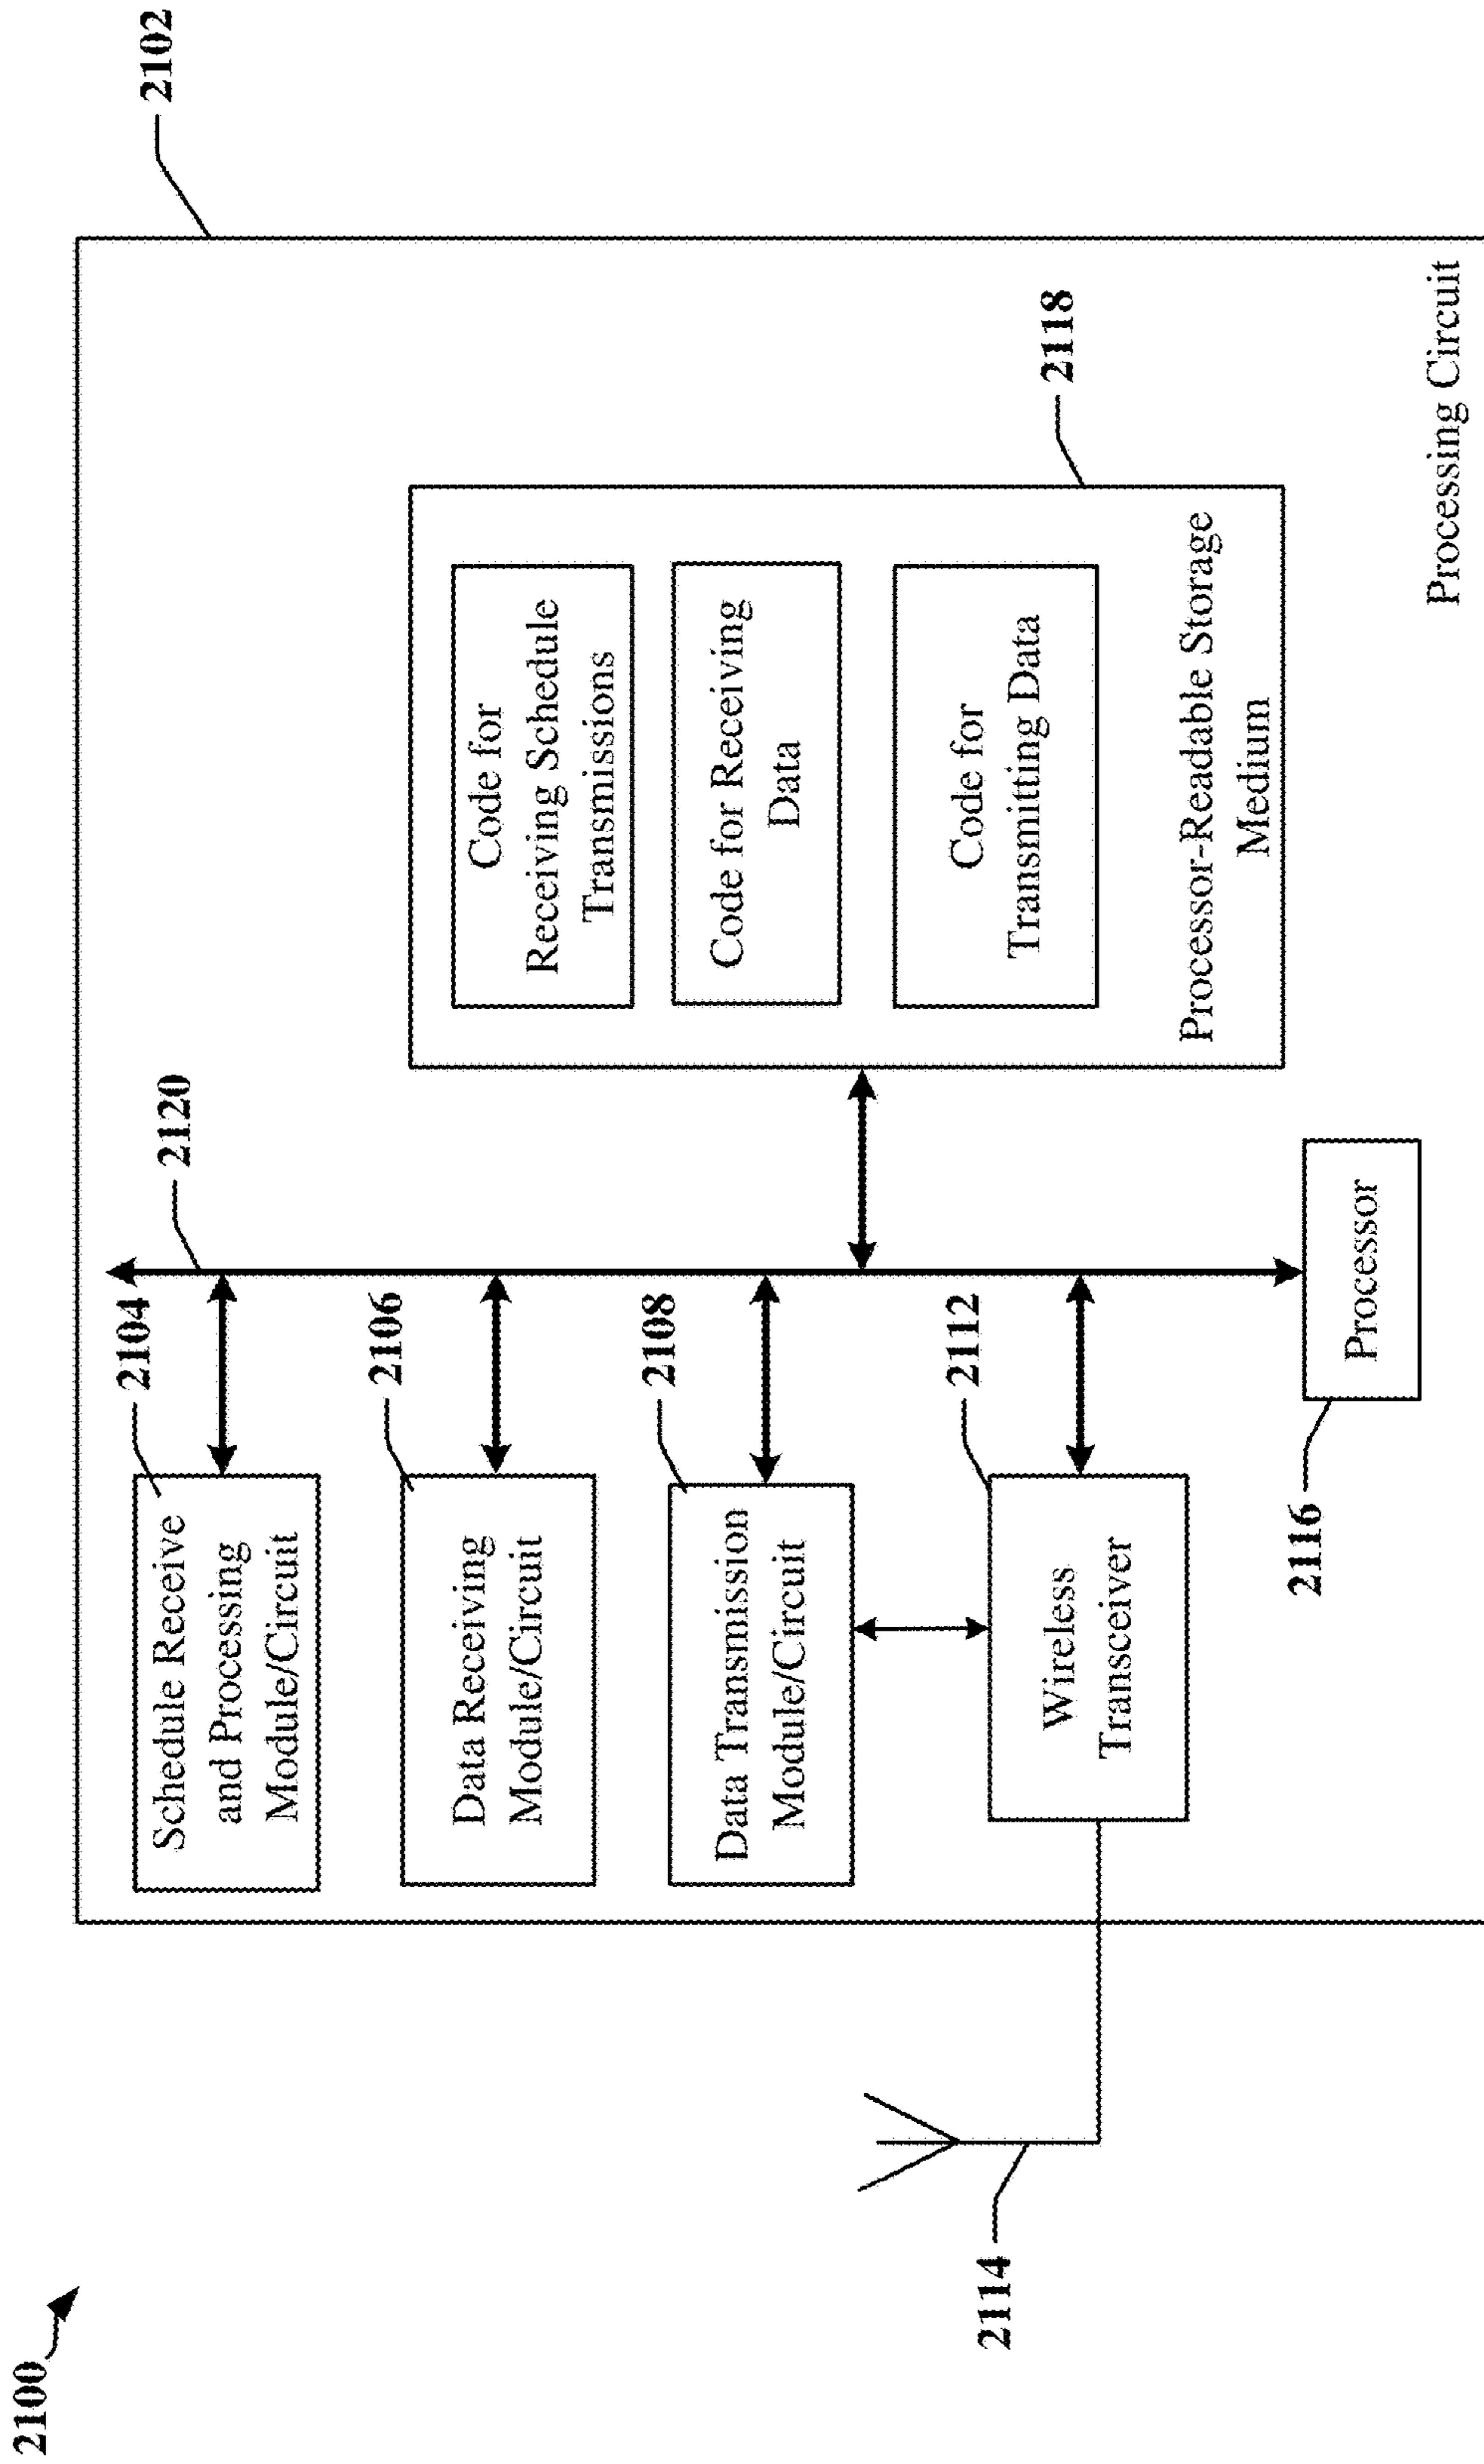 2100
2102
2120
2104
Schedule Receive
and Processing
Module/Circuit
2106
Data Receiving
Module/Circuit
2108
Data Transmission
Module/Circuit
2112
Wireless
Transceiver
2114
2116
Processor
Code for
Receiving Schedule
Transmissions
Code for Receiving
Data
Code for
Transmitting Data
Processor-Readable Storage
Medium
2118
Processing Circuit